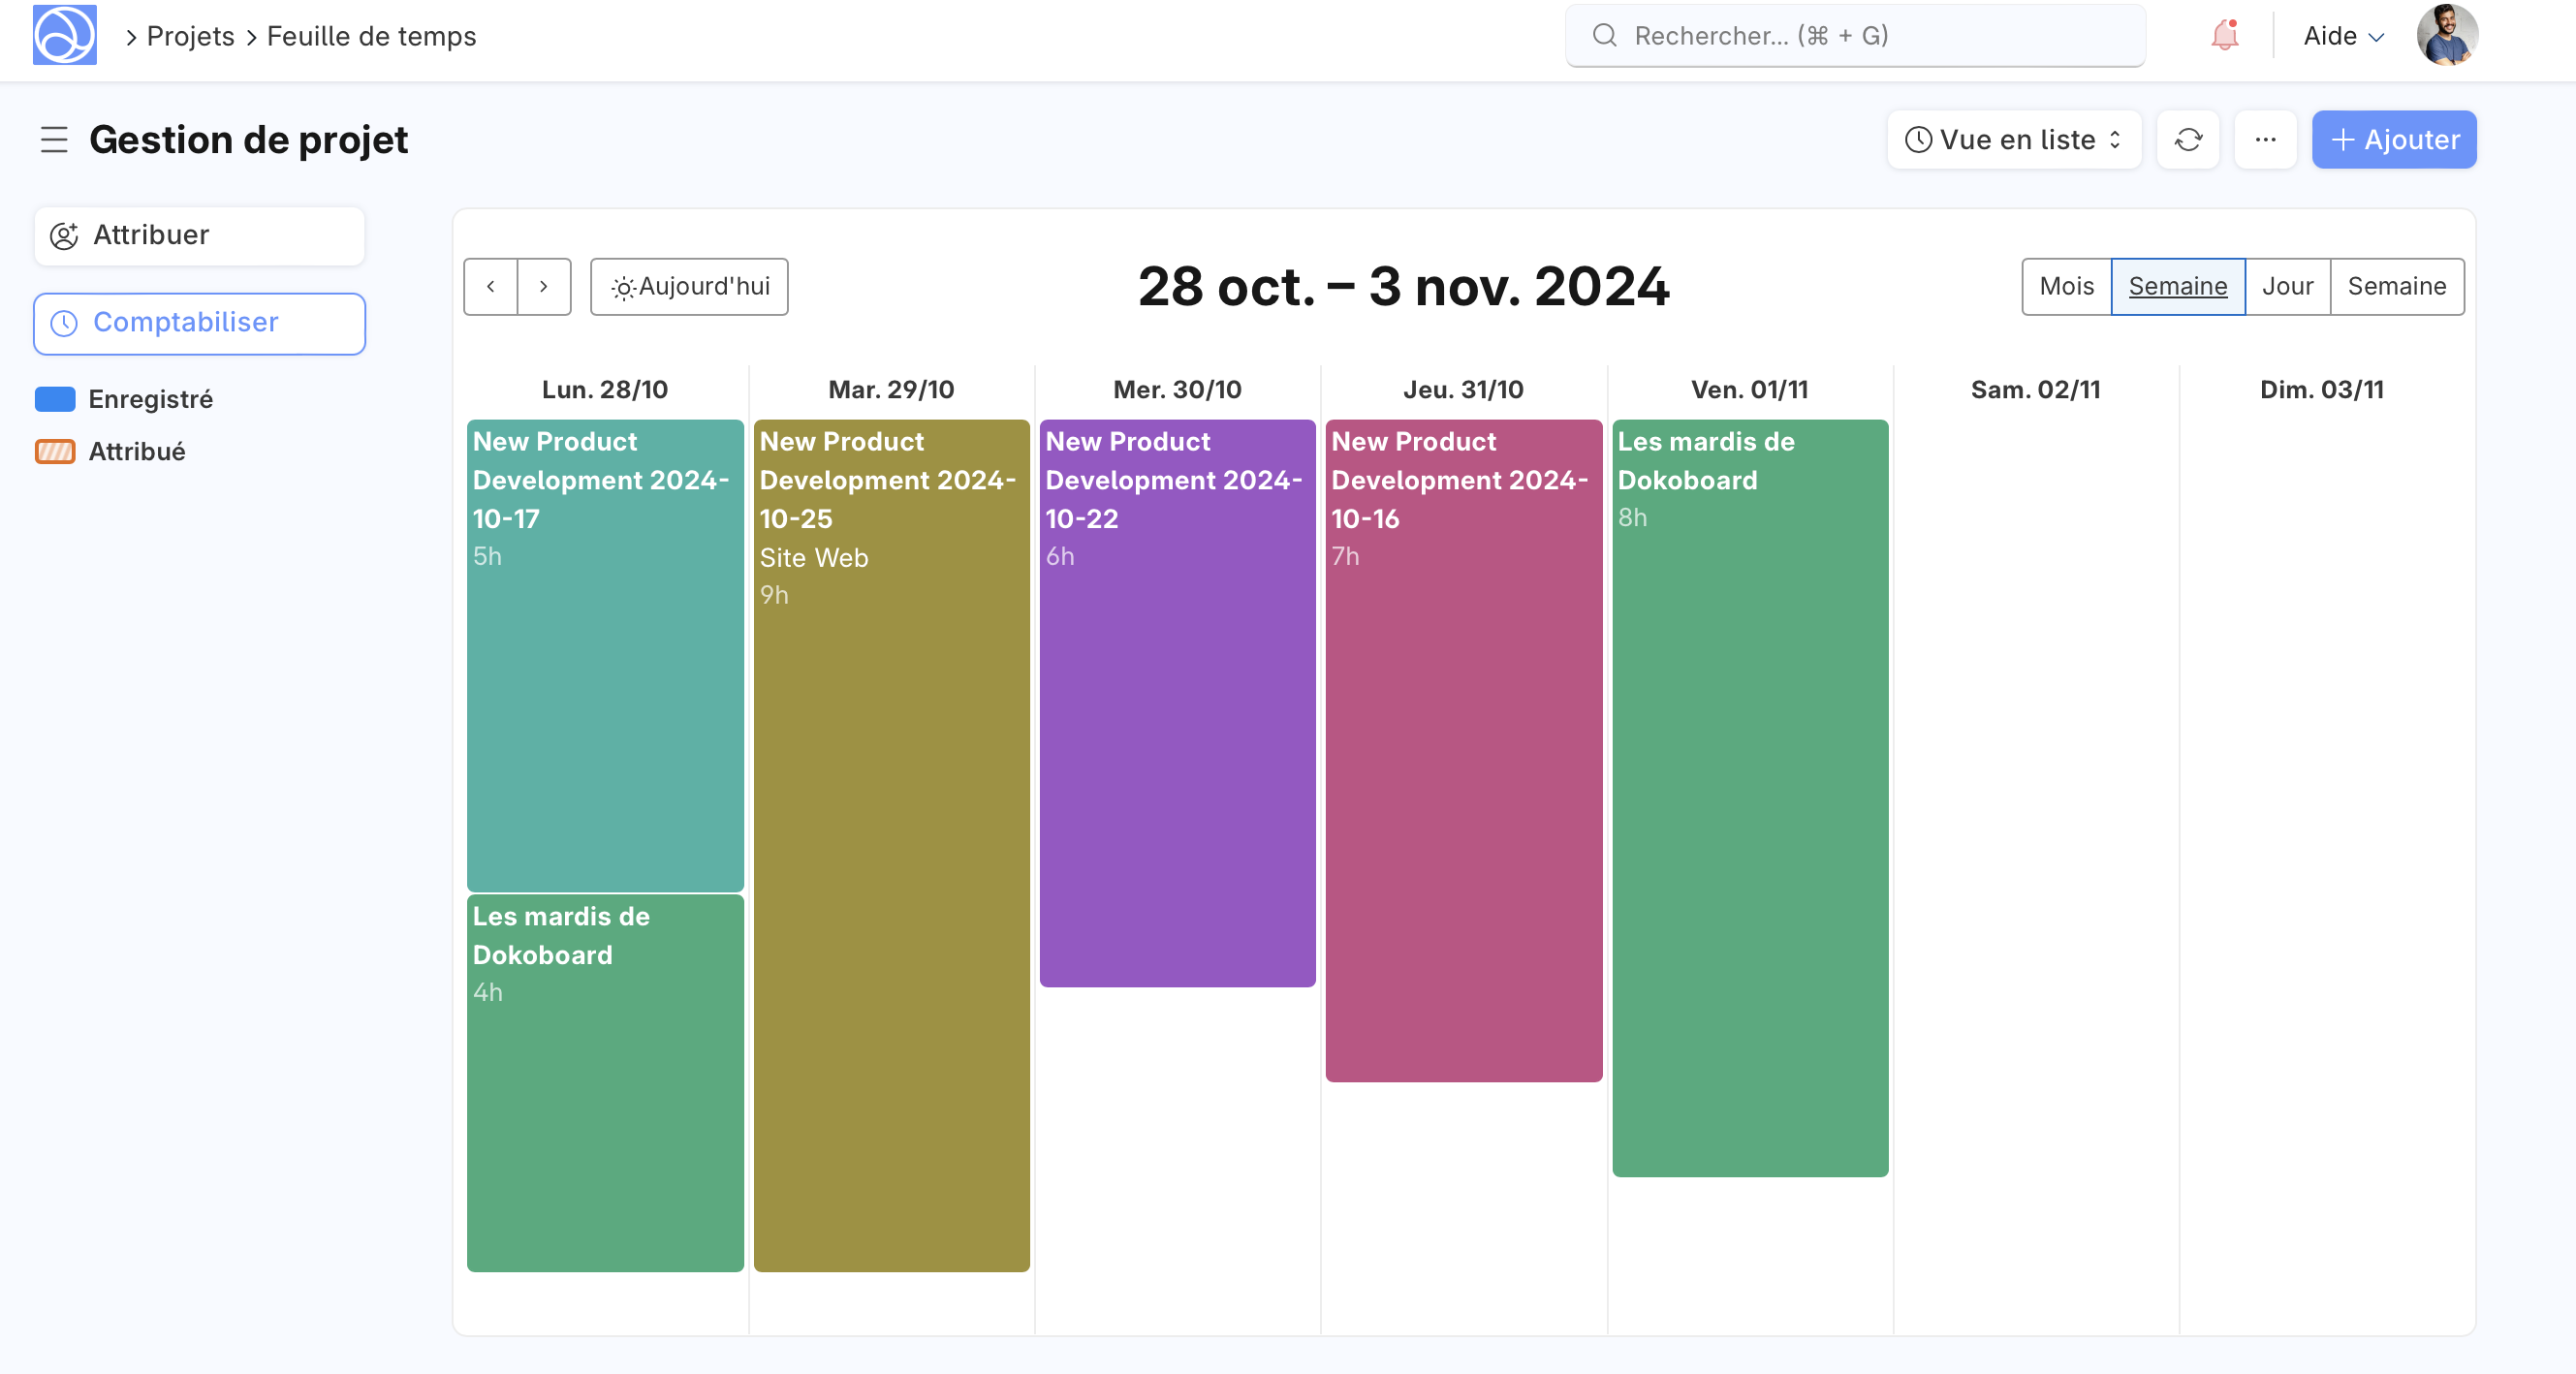 > Projets > Feuille de temps
Rechercher... (⌘ + G)
Aide
Gestion de projet
Vue en liste
Ajouter
Attribuer
Comptabiliser
Enregistré
Attribué
Aujourd'hui
28 oct. – 3 nov. 2024
Mois Semaine Jour Semaine
Lun. 28/10 Mar. 29/10 Mer. 30/10 Jeu. 31/10 Ven. 01/11 Sam. 02/11 Dim. 03/11
New Product
Development 2024-
10-17
5h
Les mardis de
Dokoboard
4h
New Product
Development 2024-
10-25
Site Web
9h
New Product
Development 2024-
10-22
6h
New Product
Development 2024-
10-16
7h
Les mardis de
Dokoboard
8h